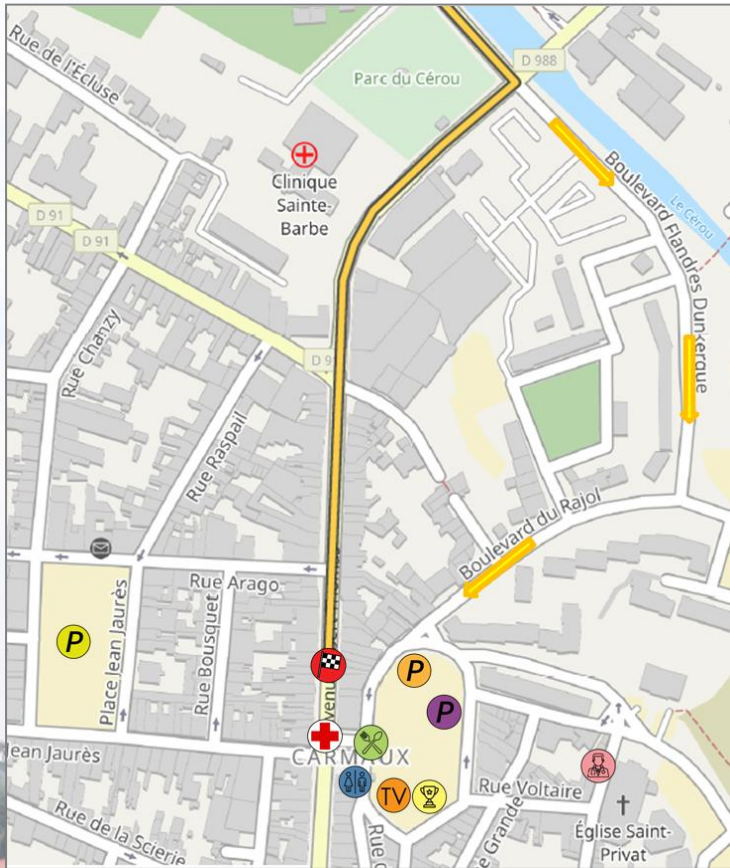 D 988
Rue de l'Écluse
Parc du Cérou
Clinique
Sainte-
Barbe
Boulevard Flandres Dunkerque
Le Cérou
D 91
D 91
Rue Chanzy
Rue Raspail
Boulevard du Rajol
Rue Arago
P
Place Jean Jaurès
Rue Bousquet
P
P
Jean Jaurès
CARMAUX
TV
Rue Voltaire
Rue de la Scierie
Église Saint-
Privat